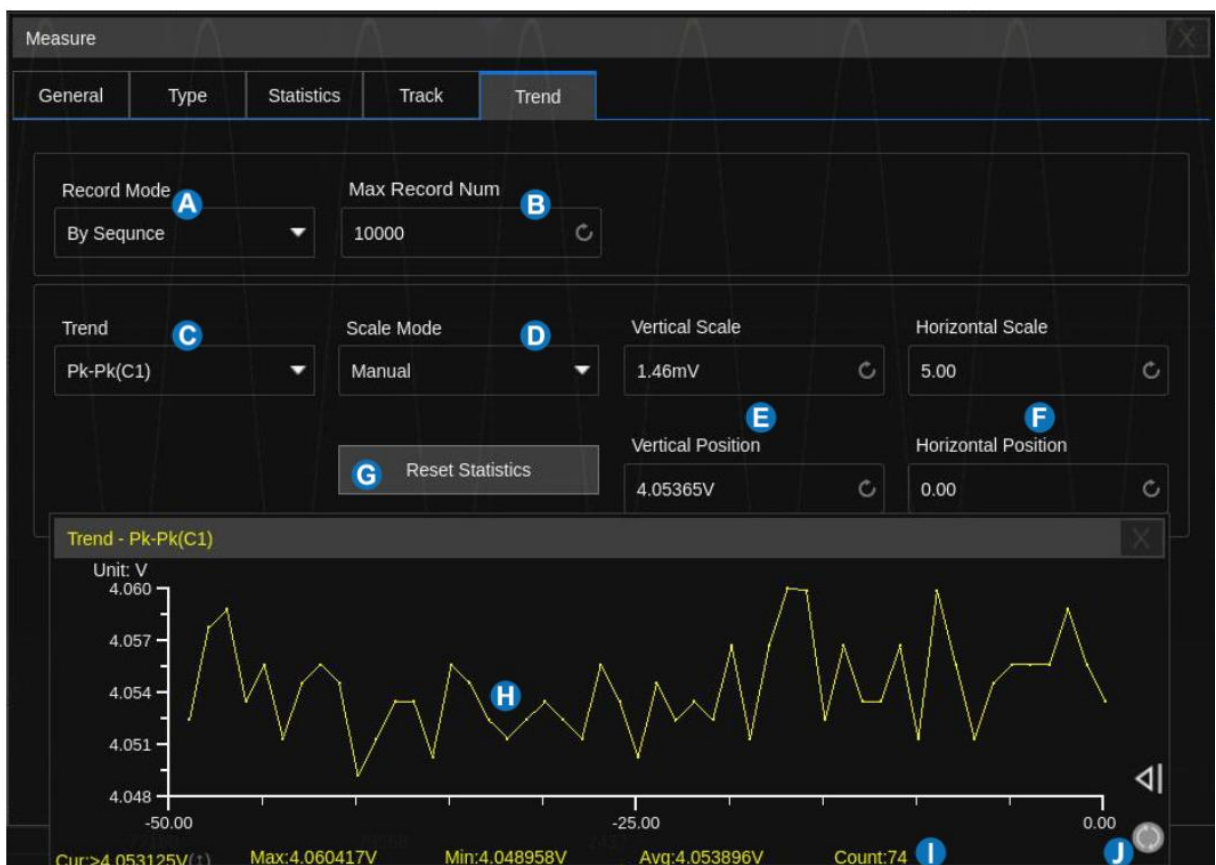 Measure X
General Type Statistics Track Trend
Record Mode A Max Record Num B
By Sequnce 10000
Trend C Scale Mode D Vertical Scale Horizontal Scale
Pk-Pk(C1) Manual 1.46mV 5.00
E F
Vertical Position Horizontal Position
G Reset Statistics 4.05365V 0.00
Trend - Pk-Pk(C1) X
Unit: V
4.060
4.057
4.054 H
4.051
4.048
-50.00 -25.00 0.00
Cur:>4.053125V(↑) Max:4.060417V Min:4.048958V Avg:4.053896V Count:74 I J